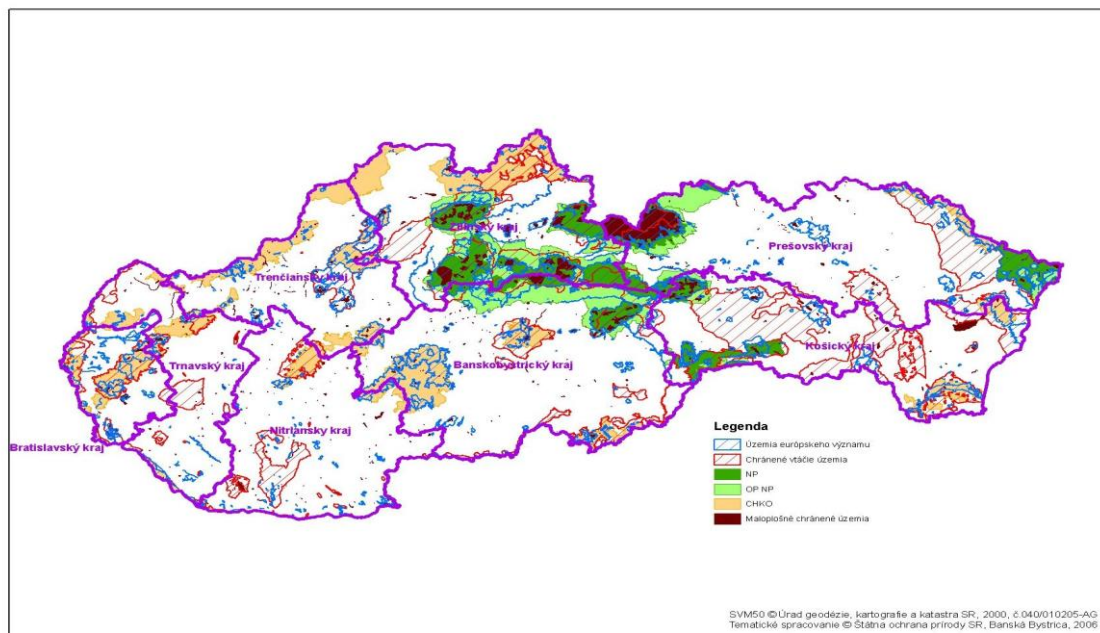 Žilinský kraj
Prešovský kraj
Trenčiansky kraj
Košický kraj
Trnavský kraj
Banskobystrický kraj
Nitriansky kraj
Bratislavský kraj
Legenda
Územia európskeho významu
Chránené vtáčie územia
NP
OP NP
CHKO
Maloplošné chránené územia
SVM50 © Úrad geodézie, kartografie a katastra SR, 2000, č.040/010205-AG
Tematické spracovanie © Štátna ochrana prírody SR, Banská Bystrica, 2006